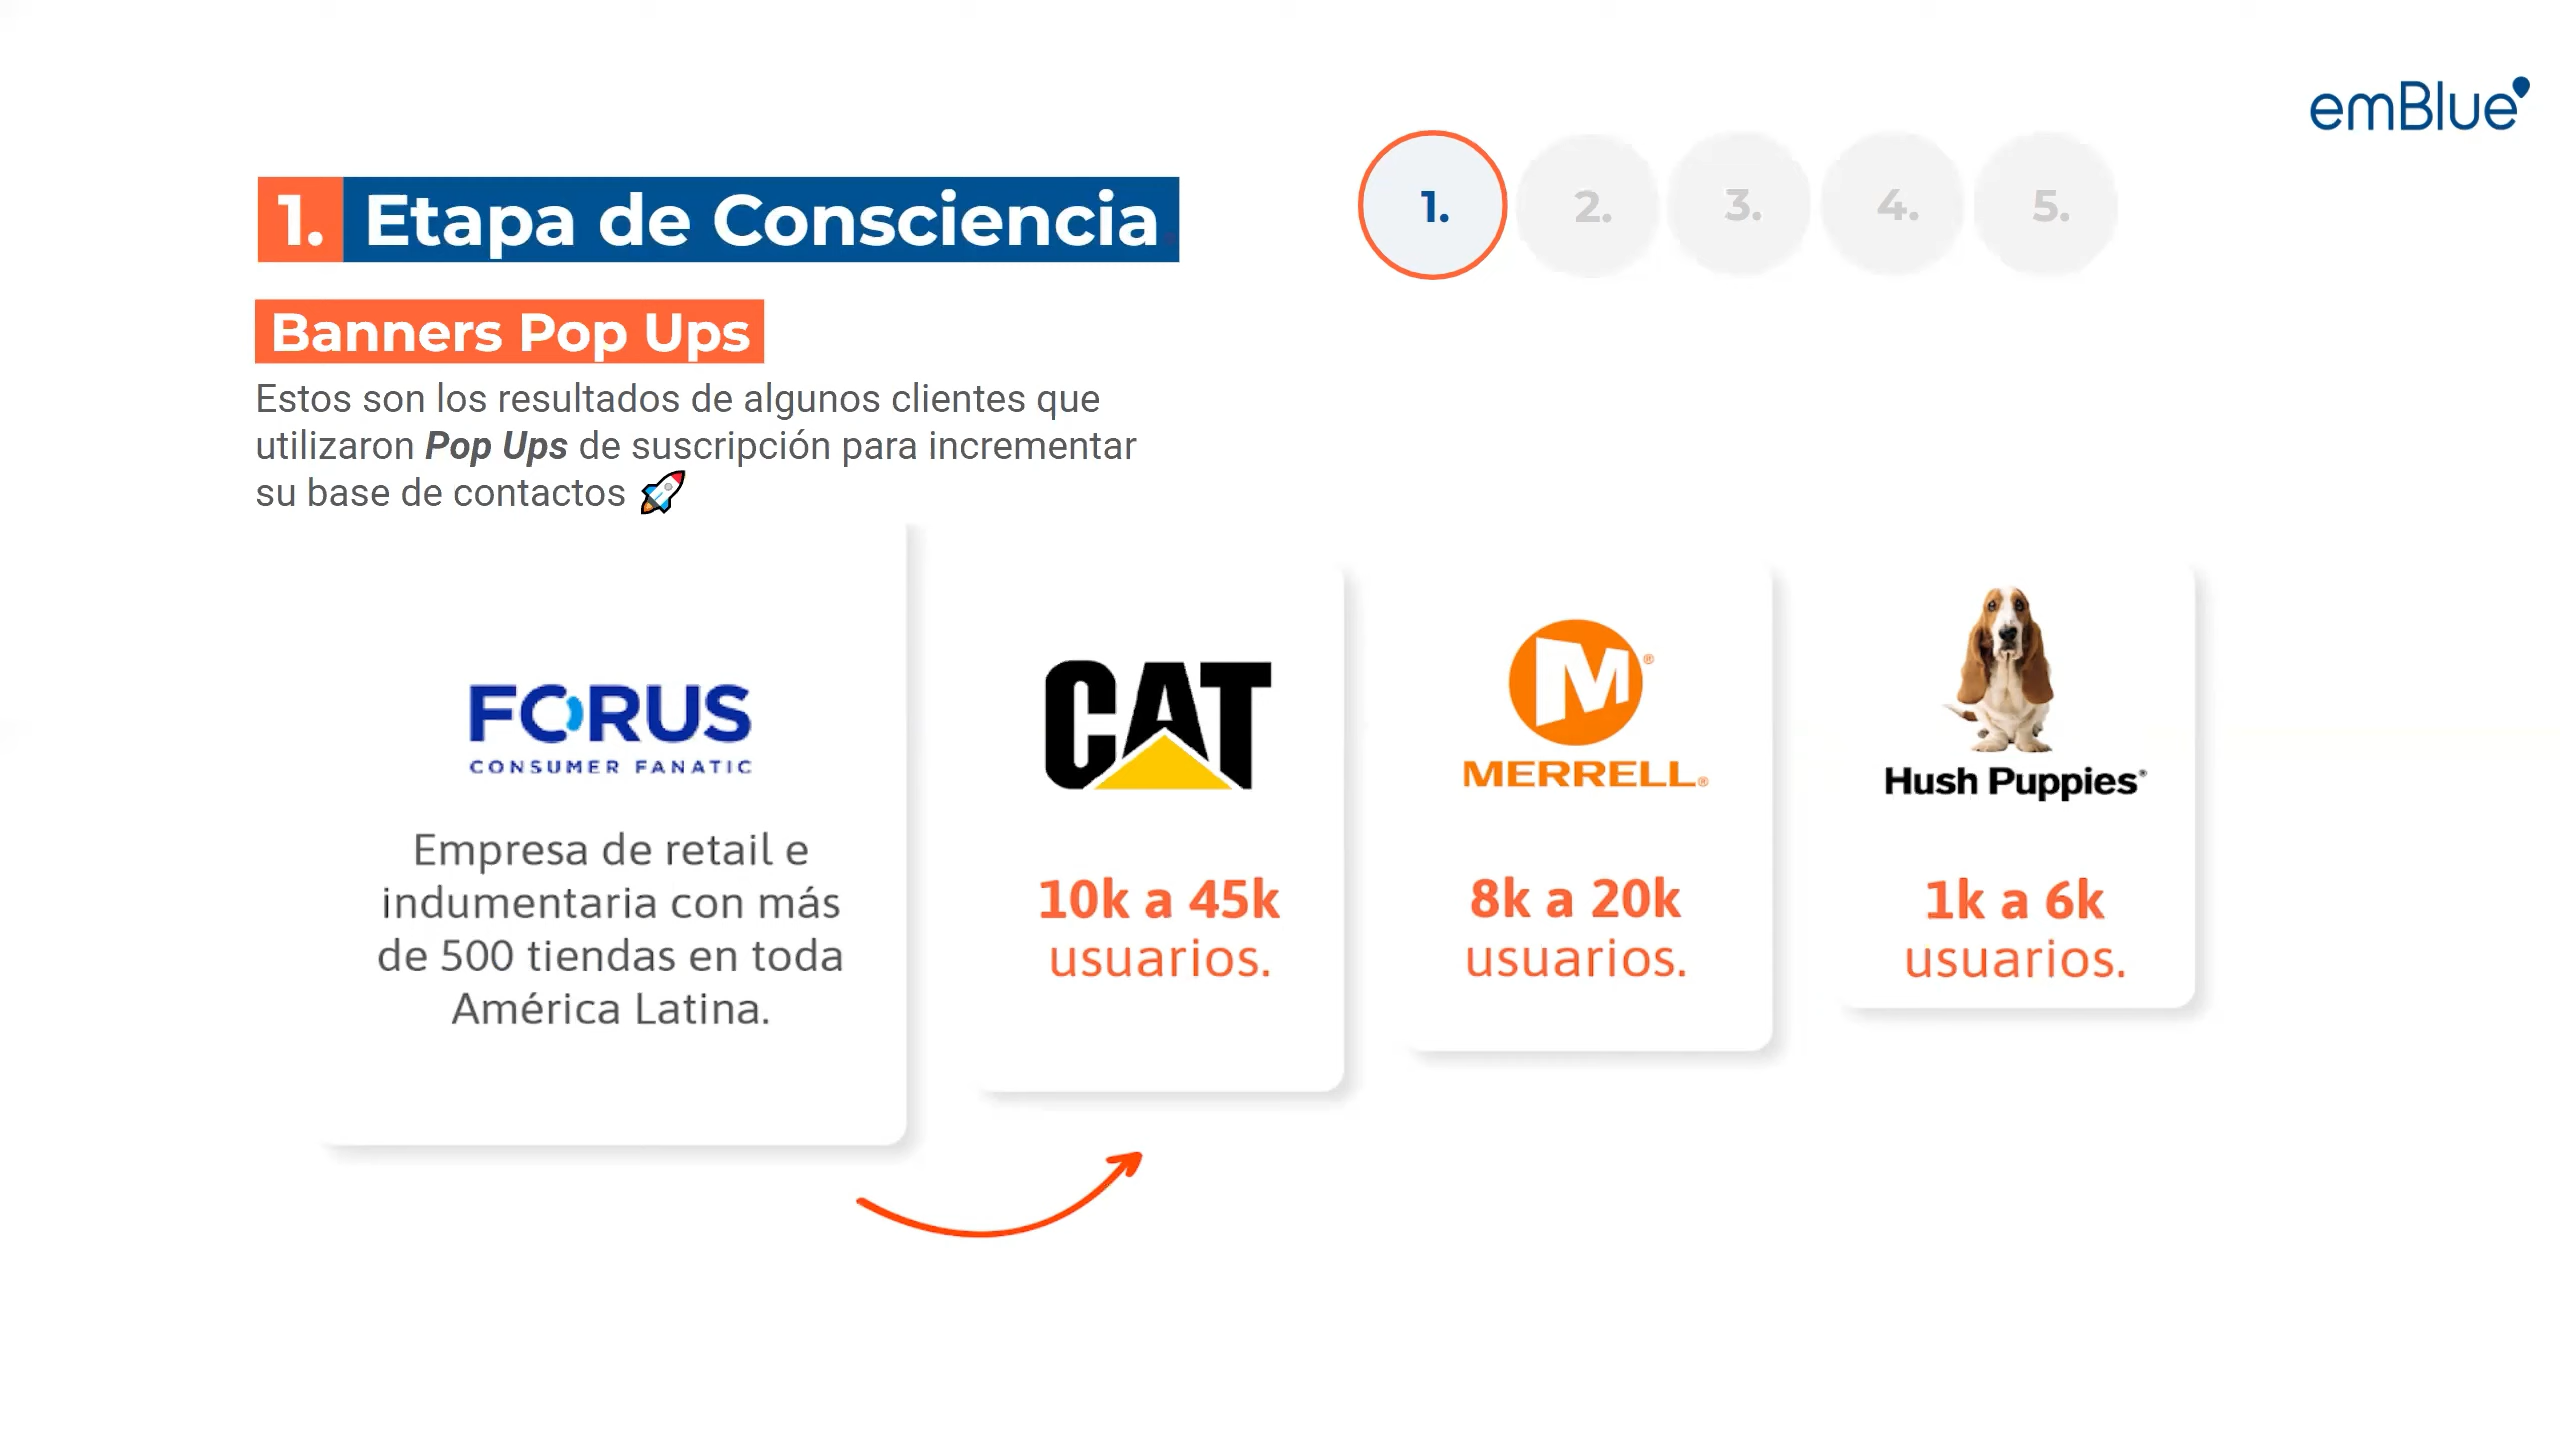 emBlue
1. Etapa de Consciencia.
1.
2.
3.
4.
5.
Banners Pop Ups
Estos son los resultados de algunos clientes que
utilizaron Pop Ups de suscripción para incrementar
su base de contactos 🚀
FORUS
CONSUMER FANATIC
Empresa de retail e
indumentaria con más
de 500 tiendas en toda
América Latina.
CAT
10k a 45k
usuarios.
M®
MERRELL®
8k a 20k
usuarios.
Hush Puppies®
1k a 6k
usuarios.